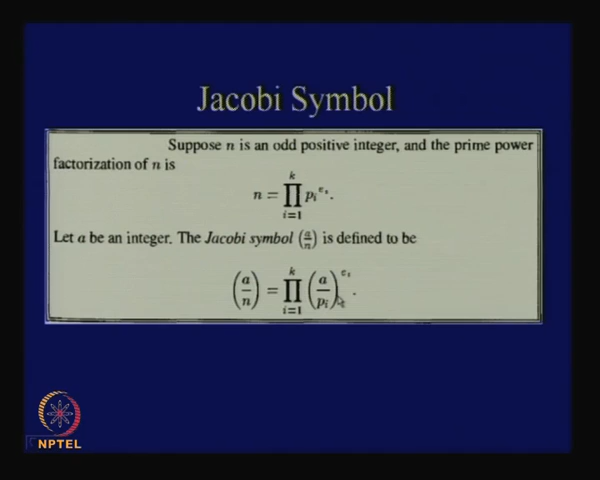 Jacobi Symbol
Suppose n is an odd positive integer, and the prime power
factorization of n is
n = ∏_{i=1}^{k} p_i^{e_i}.
Let a be an integer. The Jacobi symbol (a/n) is defined to be
(a/n) = ∏_{i=1}^{k} (a/p_i)^{e_i}.
NPTEL